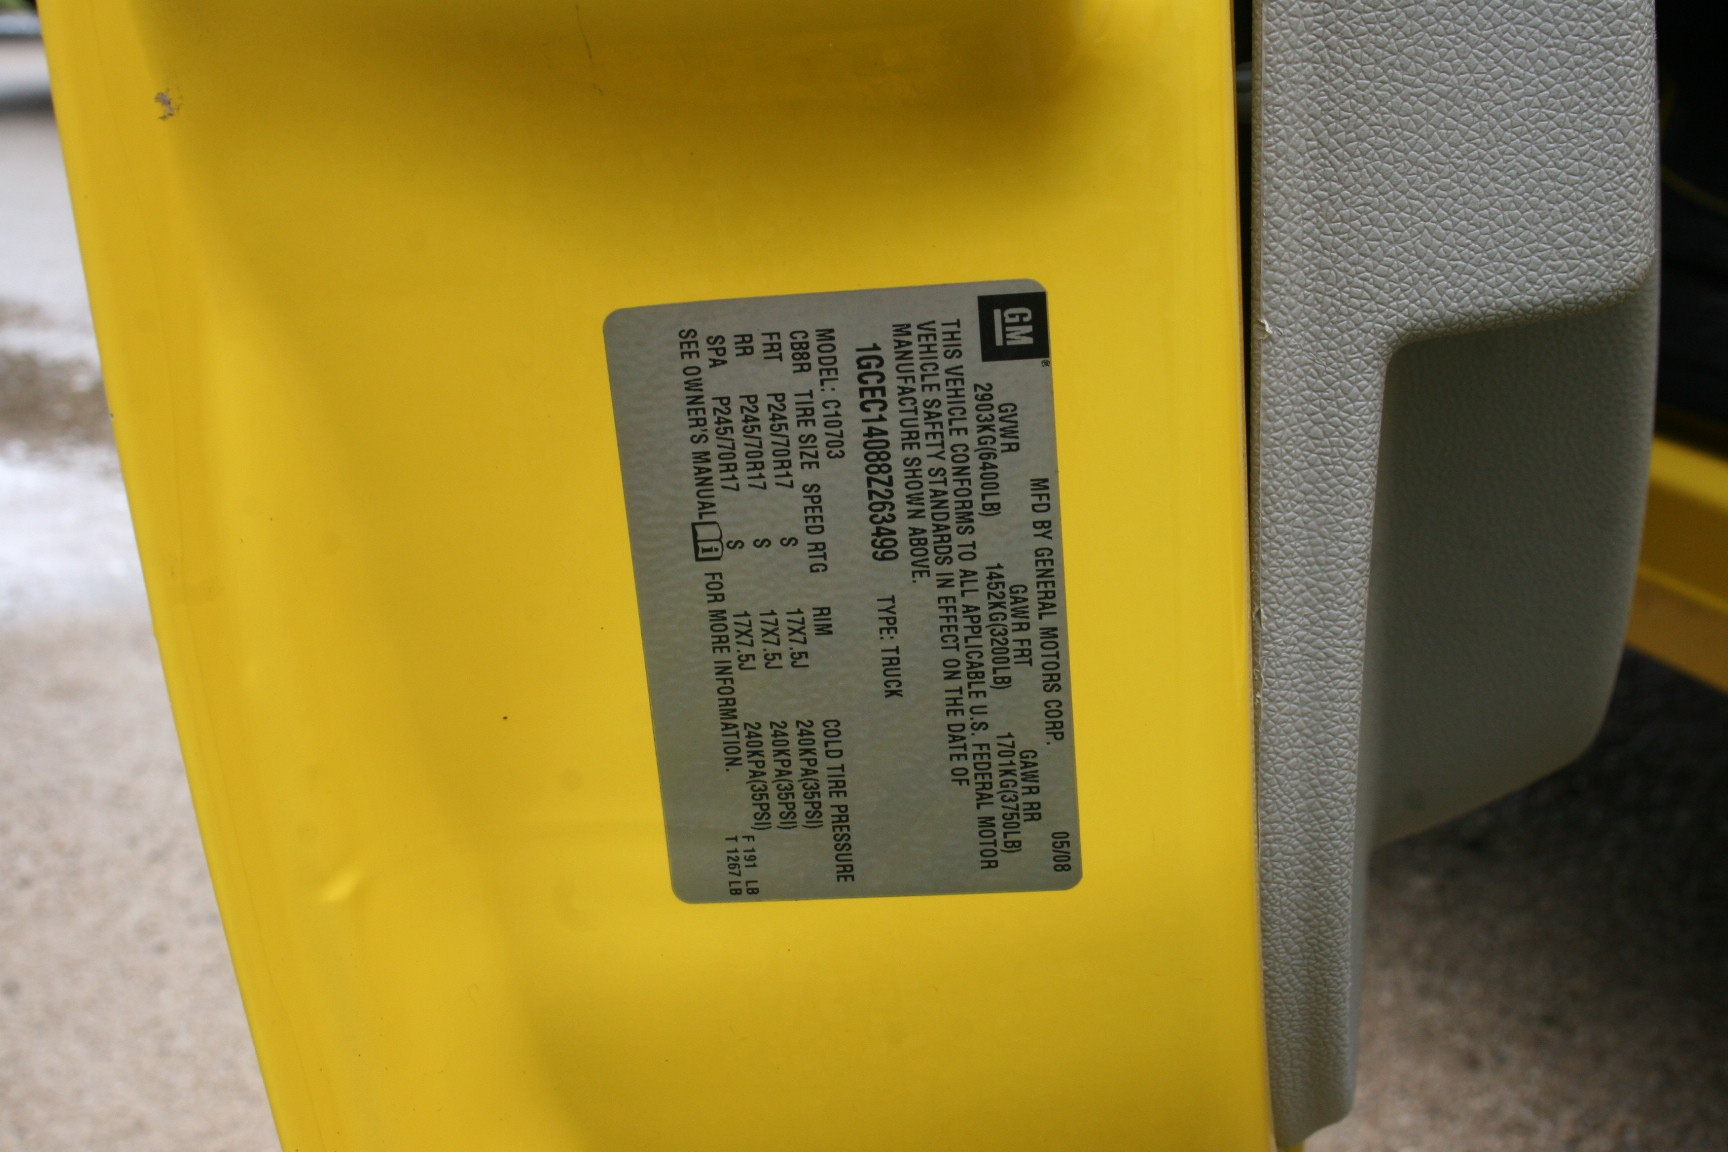 GM
MFD BY GENERAL MOTORS CORP. 05/08
GVWR GAWR FRT GAWR RR
2903KG(6400LB) 1452KG(3200LB) 1701KG(3750LB)
THIS VEHICLE CONFORMS TO ALL APPLICABLE U.S. FEDERAL MOTOR
VEHICLE SAFETY STANDARDS IN EFFECT ON THE DATE OF
MANUFACTURE SHOWN ABOVE.
1GCEC14088Z263499 TYPE: TRUCK
MODEL: C10703
CB8R TIRE SIZE SPEED RTG RIM COLD TIRE PRESSURE
FRT P245/70R17 S 17X7.5J 240KPA(35PSI)
RR P245/70R17 S 17X7.5J 240KPA(35PSI)
SPA P245/70R17 S 17X7.5J 240KPA(35PSI)
SEE OWNER'S MANUAL i FOR MORE INFORMATION.
F 191 LB
T 1267 LB